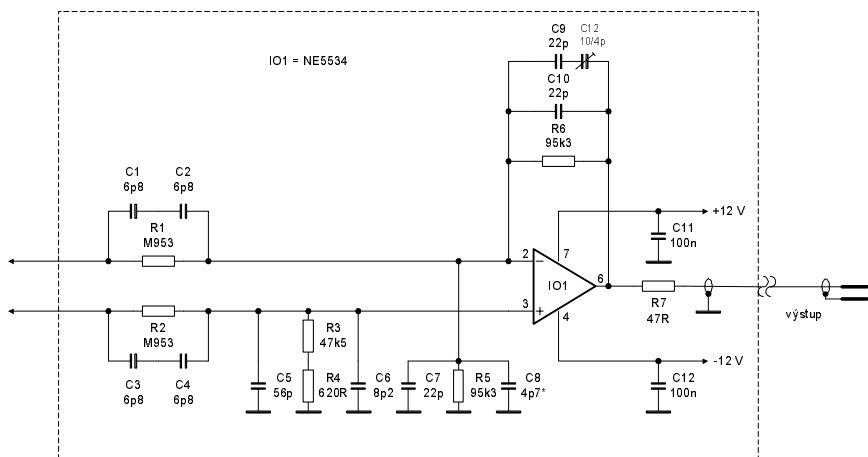 C9
22p
C12
10/4p
IO1 = NE5534
C10
22p
R6
95k3
C1
6p8
C2
6p8
R1
M953
+12 V
C11
100n
2
7
IO1
6
3
4
R7
47R
výstup
R2
M953
C3
6p8
C4
6p8
R3
47k5
C5
56p
R4
620R
C6
8p2
C7
22p
R5
95k3
C8
4p7*
-12 V
C12
100n